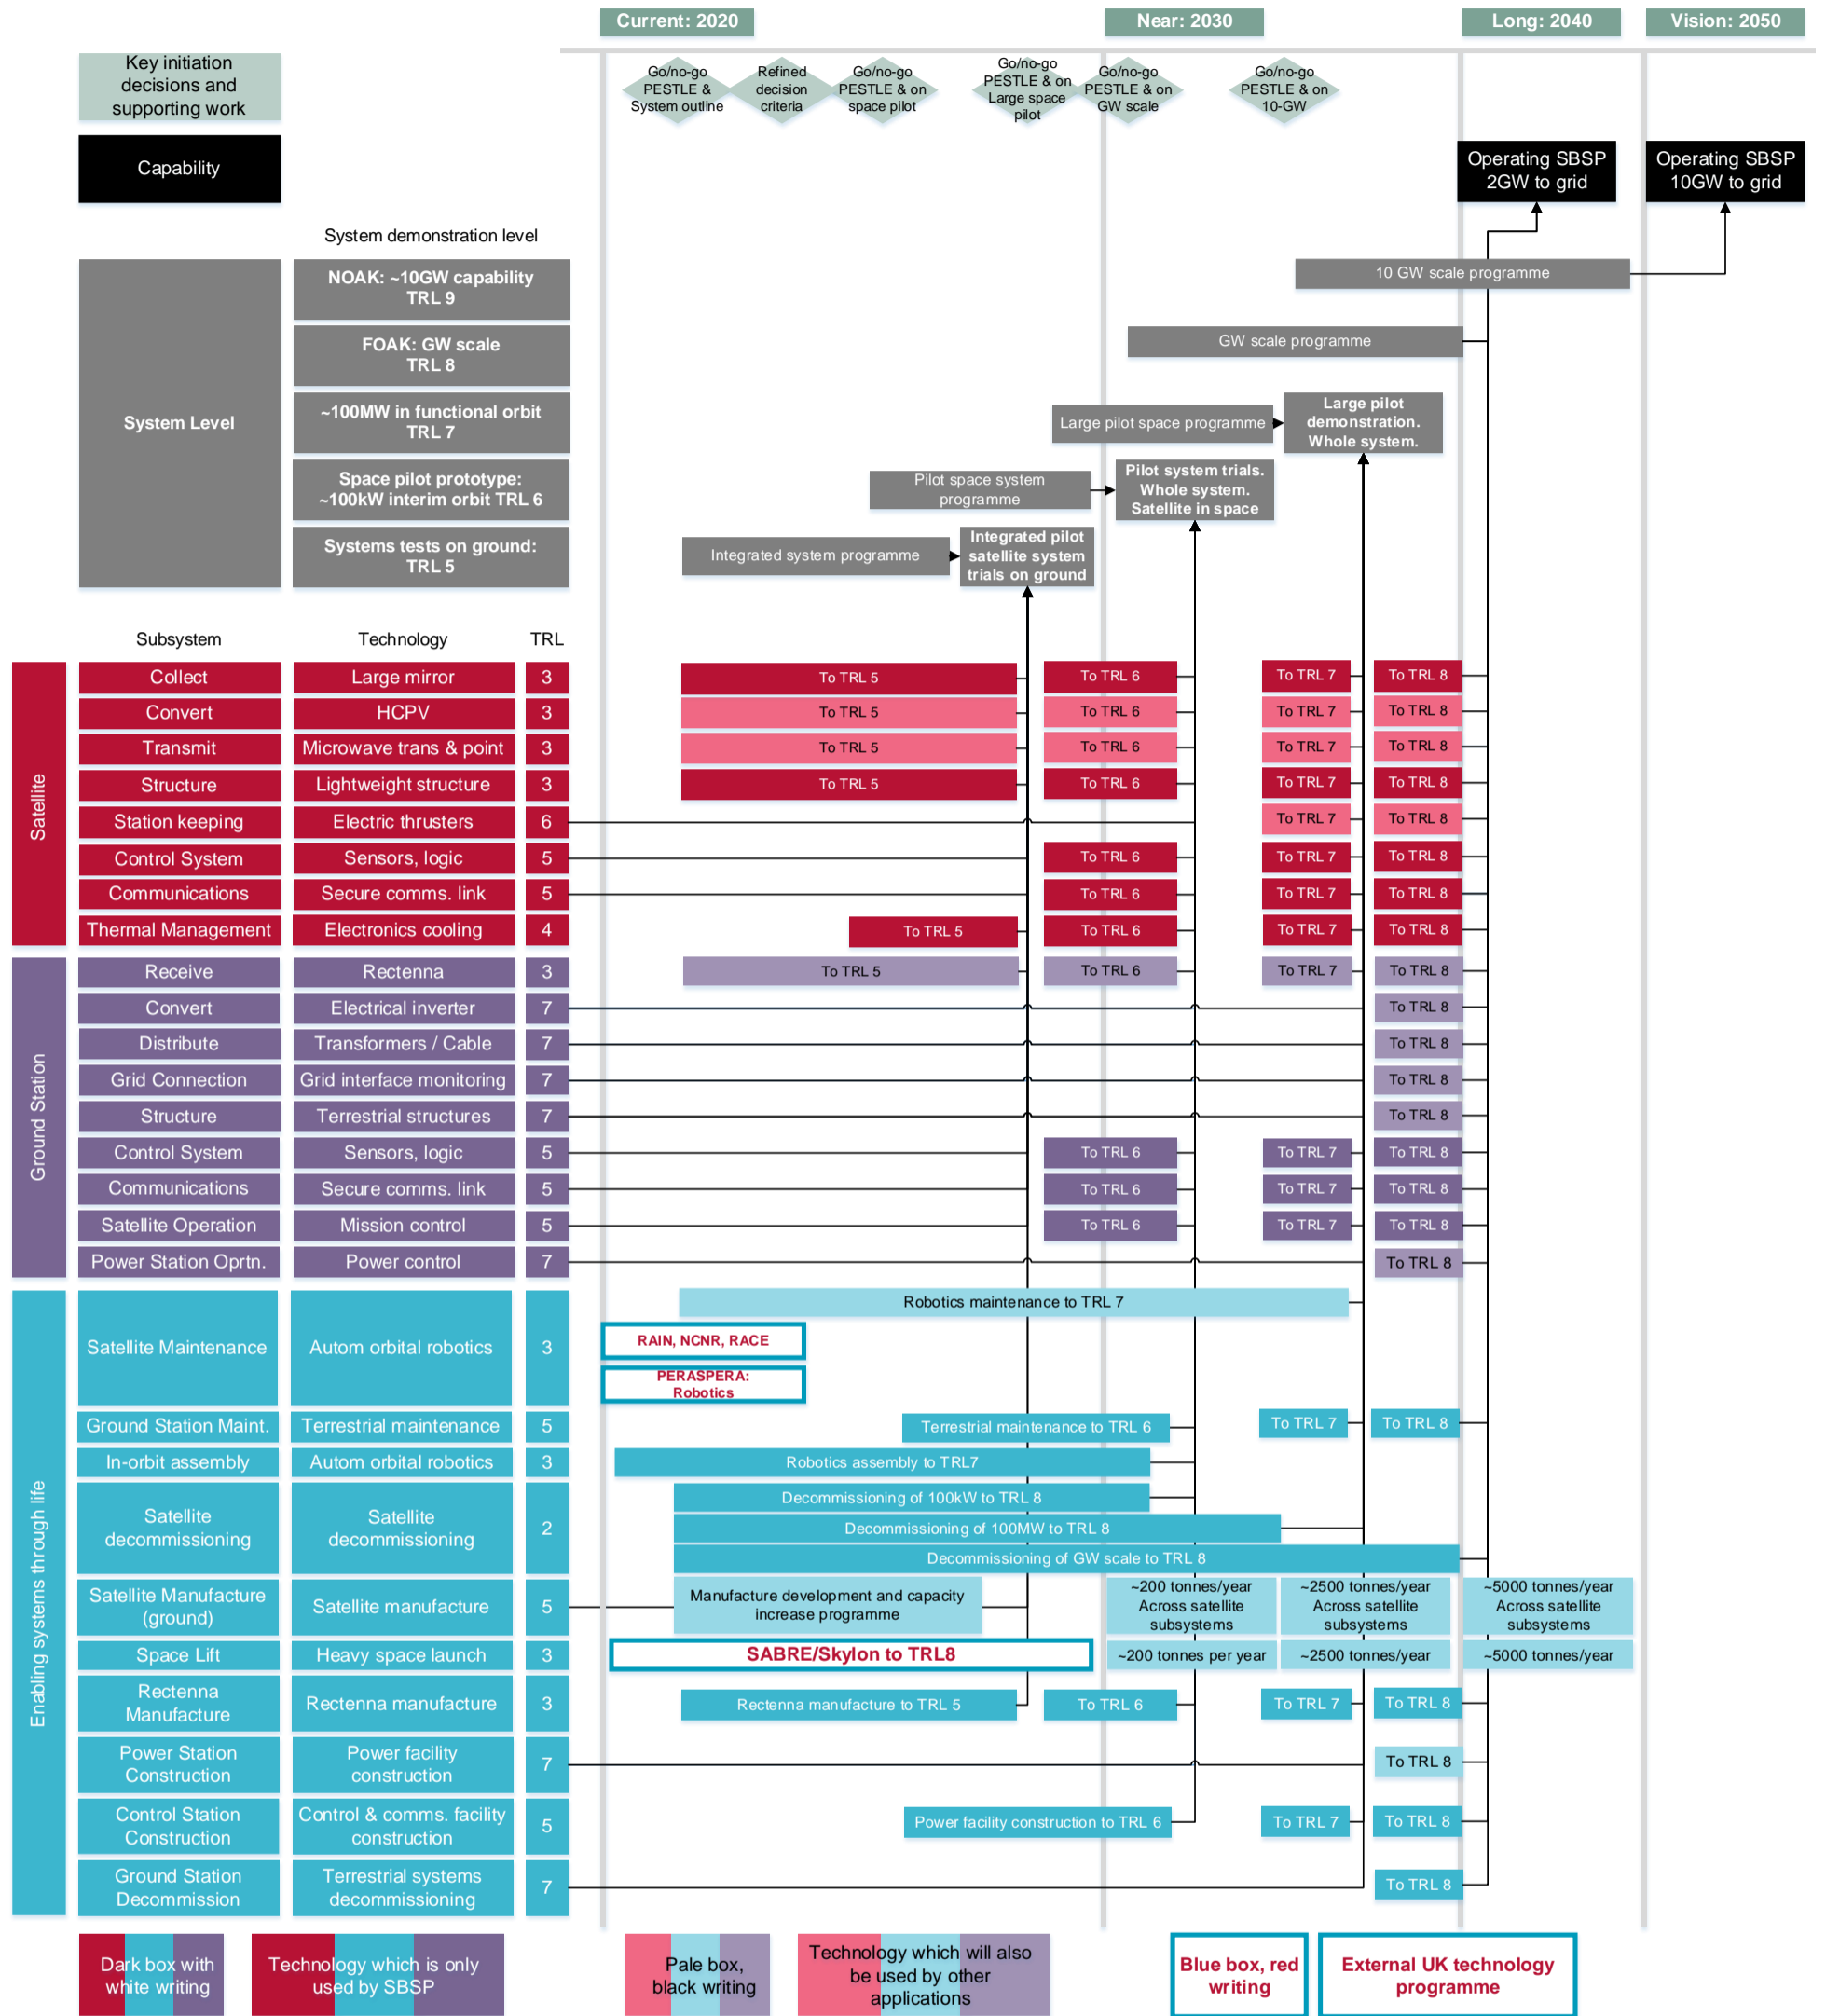 Current: 2020
Near: 2030
Long: 2040
Vision: 2050
Key initiation
decisions and
supporting work
Go/no-go
PESTLE &
System outline
Refined
decision
criteria
Go/no-go
PESTLE & on
space pilot
Go/no-go
PESTLE & on
Large space
pilot
Go/no-go
PESTLE & on
GW scale
Go/no-go
PESTLE & on
10-GW
Capability
Operating SBSP
2GW to grid
Operating SBSP
10GW to grid
System demonstration level
System Level
NOAK: ~10GW capability
TRL 9
10 GW scale programme
FOAK: GW scale
TRL 8
GW scale programme
~100MW in functional orbit
TRL 7
Large pilot space programme
Large pilot
demonstration.
Whole system.
Space pilot prototype:
~100kW interim orbit TRL 6
Pilot space system
programme
Pilot system trials.
Whole system.
Satellite in space
Systems tests on ground:
TRL 5
Integrated system programme
Integrated pilot
satellite system
trials on ground
Subsystem
Technology
TRL
Satellite
Collect
Large mirror
3
To TRL 5
To TRL 6
To TRL 7
To TRL 8
Convert
HCPV
3
To TRL 5
To TRL 6
To TRL 7
To TRL 8
Transmit
Microwave trans & point
3
To TRL 5
To TRL 6
To TRL 7
To TRL 8
Structure
Lightweight structure
3
To TRL 5
To TRL 6
To TRL 7
To TRL 8
Station keeping
Electric thrusters
6
To TRL 7
To TRL 8
Control System
Sensors, logic
5
To TRL 6
To TRL 7
To TRL 8
Communications
Secure comms. link
5
To TRL 6
To TRL 7
To TRL 8
Thermal Management
Electronics cooling
4
To TRL 5
To TRL 6
To TRL 7
To TRL 8
Ground Station
Receive
Rectenna
3
To TRL 5
To TRL 6
To TRL 7
To TRL 8
Convert
Electrical inverter
7
To TRL 8
Distribute
Transformers / Cable
7
To TRL 8
Grid Connection
Grid interface monitoring
7
To TRL 8
Structure
Terrestrial structures
7
To TRL 8
Control System
Sensors, logic
5
To TRL 6
To TRL 7
To TRL 8
Communications
Secure comms. link
5
To TRL 6
To TRL 7
To TRL 8
Satellite Operation
Mission control
5
To TRL 6
To TRL 7
To TRL 8
Power Station Oprtn.
Power control
7
To TRL 8
Enabling systems through life
Satellite Maintenance
Autom orbital robotics
3
Robotics maintenance to TRL 7
RAIN, NCNR, RACE
PERASPERA:
Robotics
Ground Station Maint.
Terrestrial maintenance
5
Terrestrial maintenance to TRL 6
To TRL 7
To TRL 8
In-orbit assembly
Autom orbital robotics
3
Robotics assembly to TRL7
Satellite
decommissioning
Satellite
decommissioning
2
Decommissioning of 100kW to TRL 8
Decommissioning of 100MW to TRL 8
Decommissioning of GW scale to TRL 8
Satellite Manufacture
(ground)
Satellite manufacture
5
Manufacture development and capacity
increase programme
~200 tonnes/year
Across satellite
subsystems
~2500 tonnes/year
Across satellite
subsystems
~5000 tonnes/year
Across satellite
subsystems
Space Lift
Heavy space launch
3
SABRE/Skylon to TRL8
~200 tonnes per year
~2500 tonnes/year
~5000 tonnes/year
Rectenna
Manufacture
Rectenna manufacture
3
Rectenna manufacture to TRL 5
To TRL 6
To TRL 7
To TRL 8
Power Station
Construction
Power facility
construction
7
To TRL 8
Control Station
Construction
Control & comms. facility
construction
5
Power facility construction to TRL 6
To TRL 7
To TRL 8
Ground Station
Decommission
Terrestrial systems
decommissioning
7
To TRL 8
Dark box with
white writing
Technology which is only
used by SBSP
Pale box,
black writing
Technology which will also
be used by other
applications
Blue box, red
writing
External UK technology
programme